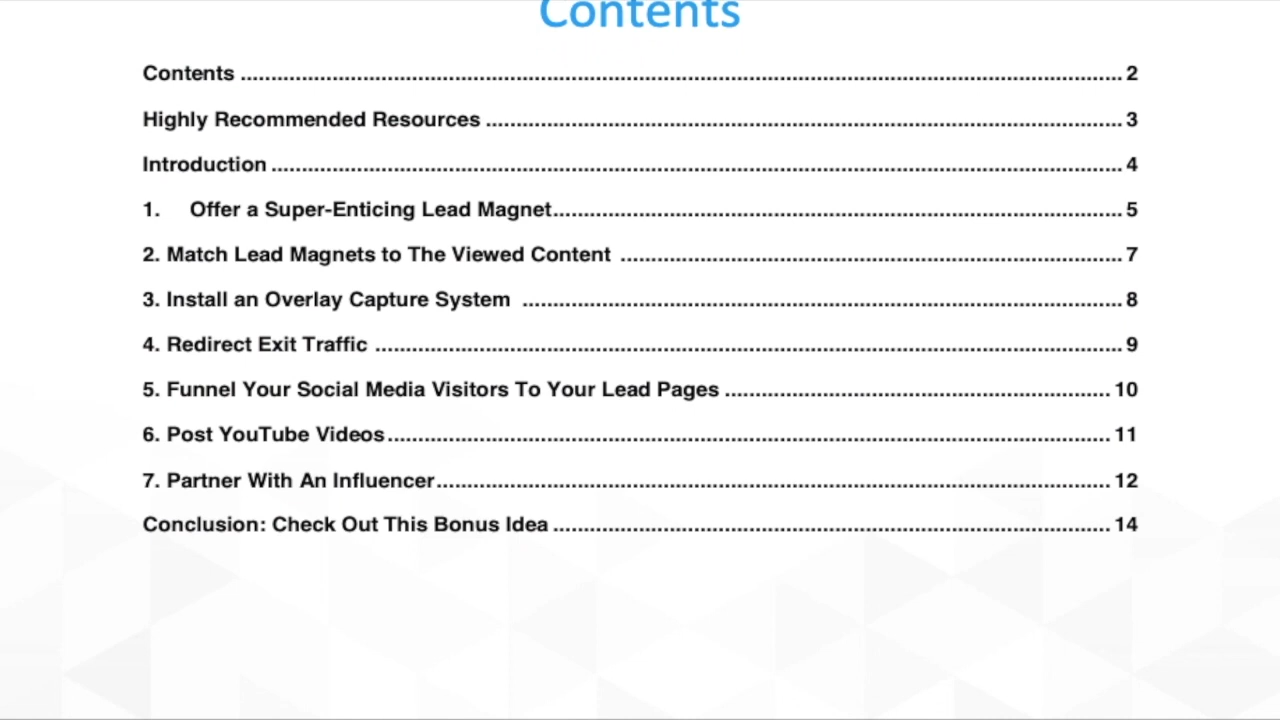 Contents
Contents ........................................................................................................................ 2
Highly Recommended Resources ........................................................................................ 3
Introduction ........................................................................................................................ 4
1. Offer a Super-Enticing Lead Magnet............................................................................... 5
2. Match Lead Magnets to The Viewed Content .................................................................... 7
3. Install an Overlay Capture System .................................................................................. 8
4. Redirect Exit Traffic ........................................................................................................ 9
5. Funnel Your Social Media Visitors To Your Lead Pages .................................................... 10
6. Post YouTube Videos...................................................................................................... 11
7. Partner With An Influencer.............................................................................................. 12
Conclusion: Check Out This Bonus Idea ............................................................................ 14